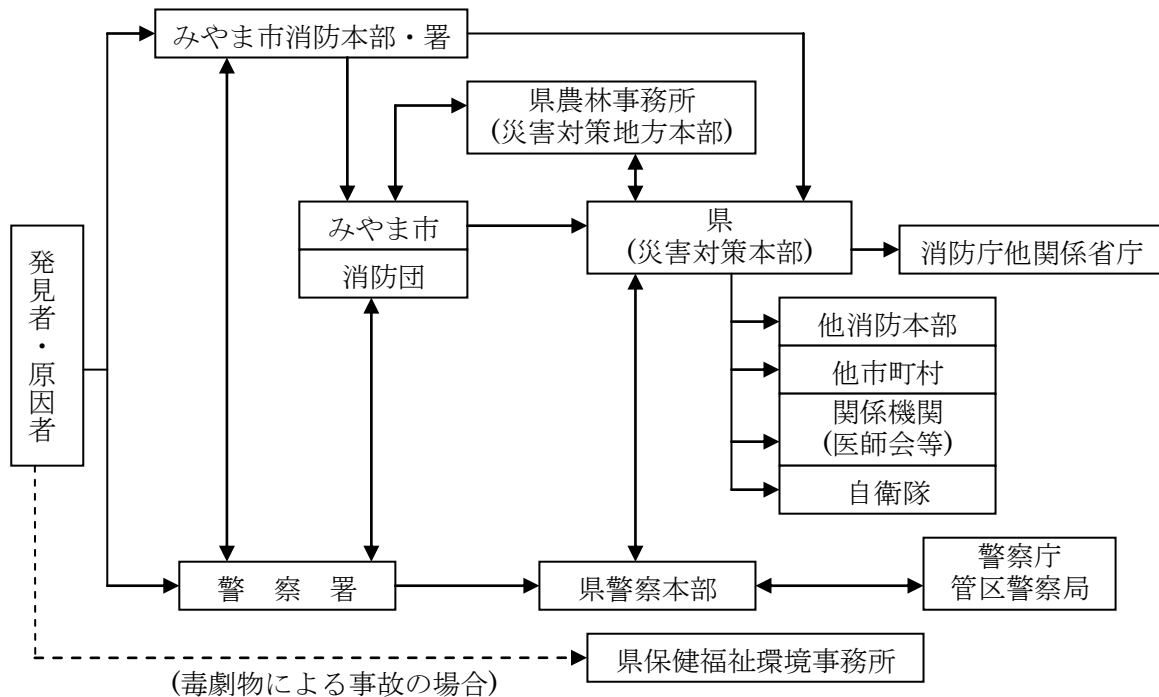 みやま市消防本部・署
県農林事務所
(災害対策地方本部)
みやま市
消防団
県
(災害対策本部)
消防庁他関係省庁
発見者・原因者
他消防本部
他市町村
関係機関
(医師会等)
自衛隊
警 察 署
県警察本部
警察庁
管区警察局
県保健福祉環境事務所
(毒劇物による事故の場合)